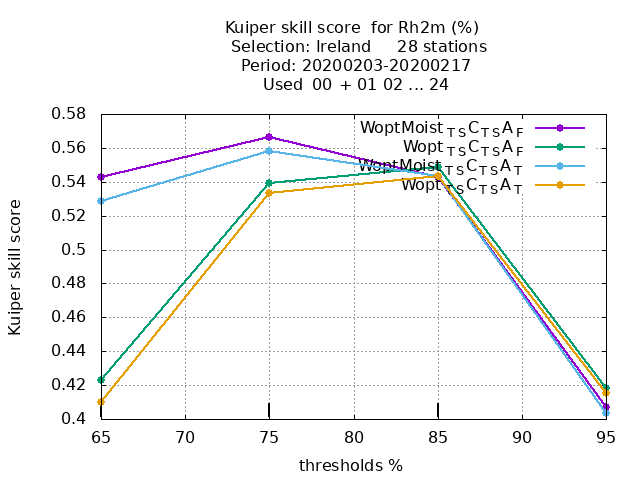 Kuiper skill score for Rh2m (%)
Selection: Ireland 28 stations
Period: 20200203-20200217
Used 00 + 01 02 ... 24
WoptMoist TS C TS A F
Wopt TS C TS A F
WoptMoist TS C TS A T
Wopt TS C TS A T
0.58
0.56
0.54
0.52
0.5
0.48
0.46
0.44
0.42
0.4
Kuiper skill score
65 70 75 80 85 90 95
thresholds %